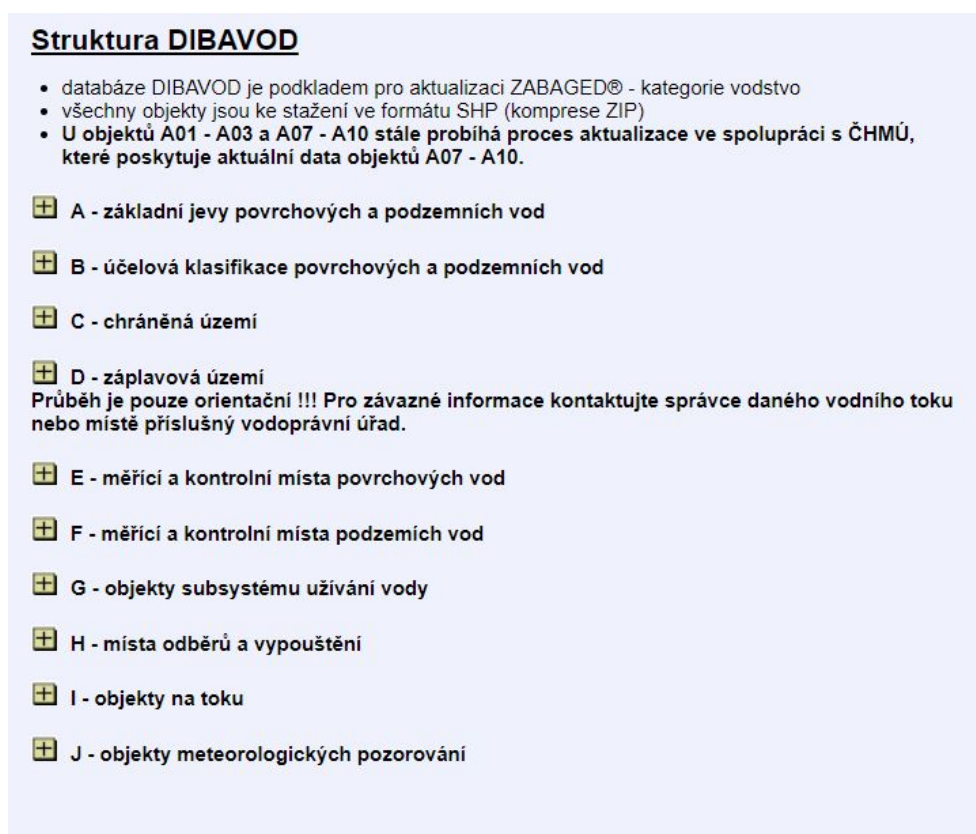 Struktura DIBAVOD
• databáze DIBAVOD je podkladem pro aktualizaci ZABAGED® - kategorie vodstvo
• všechny objekty jsou ke stažení ve formátu SHP (komprese ZIP)
• U objektů A01 - A03 a A07 - A10 stále probíhá proces aktualizace ve spolupráci s ČHMÚ,
které poskytuje aktuální data objektů A07 - A10.
A - základní jevy povrchových a podzemních vod
B - účelová klasifikace povrchových a podzemních vod
C - chráněná území
D - záplavová území
Průběh je pouze orientační !!! Pro závazné informace kontaktujte správce daného vodního toku
nebo místě příslušný vodoprávní úřad.
E - měřící a kontrolní místa povrchových vod
F - měřící a kontrolní místa podzemích vod
G - objekty subsystému užívání vody
H - místa odběrů a vypouštění
I - objekty na toku
J - objekty meteorologických pozorování